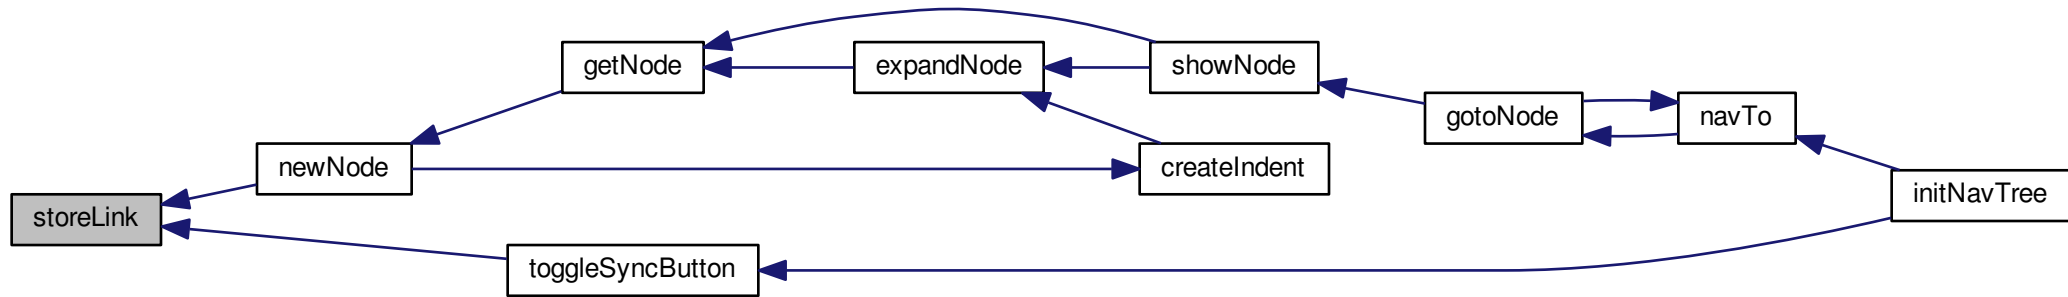 getNode
expandNode
showNode
gotoNode
navTo
newNode
createIndent
initNavTree
storeLink
toggleSyncButton